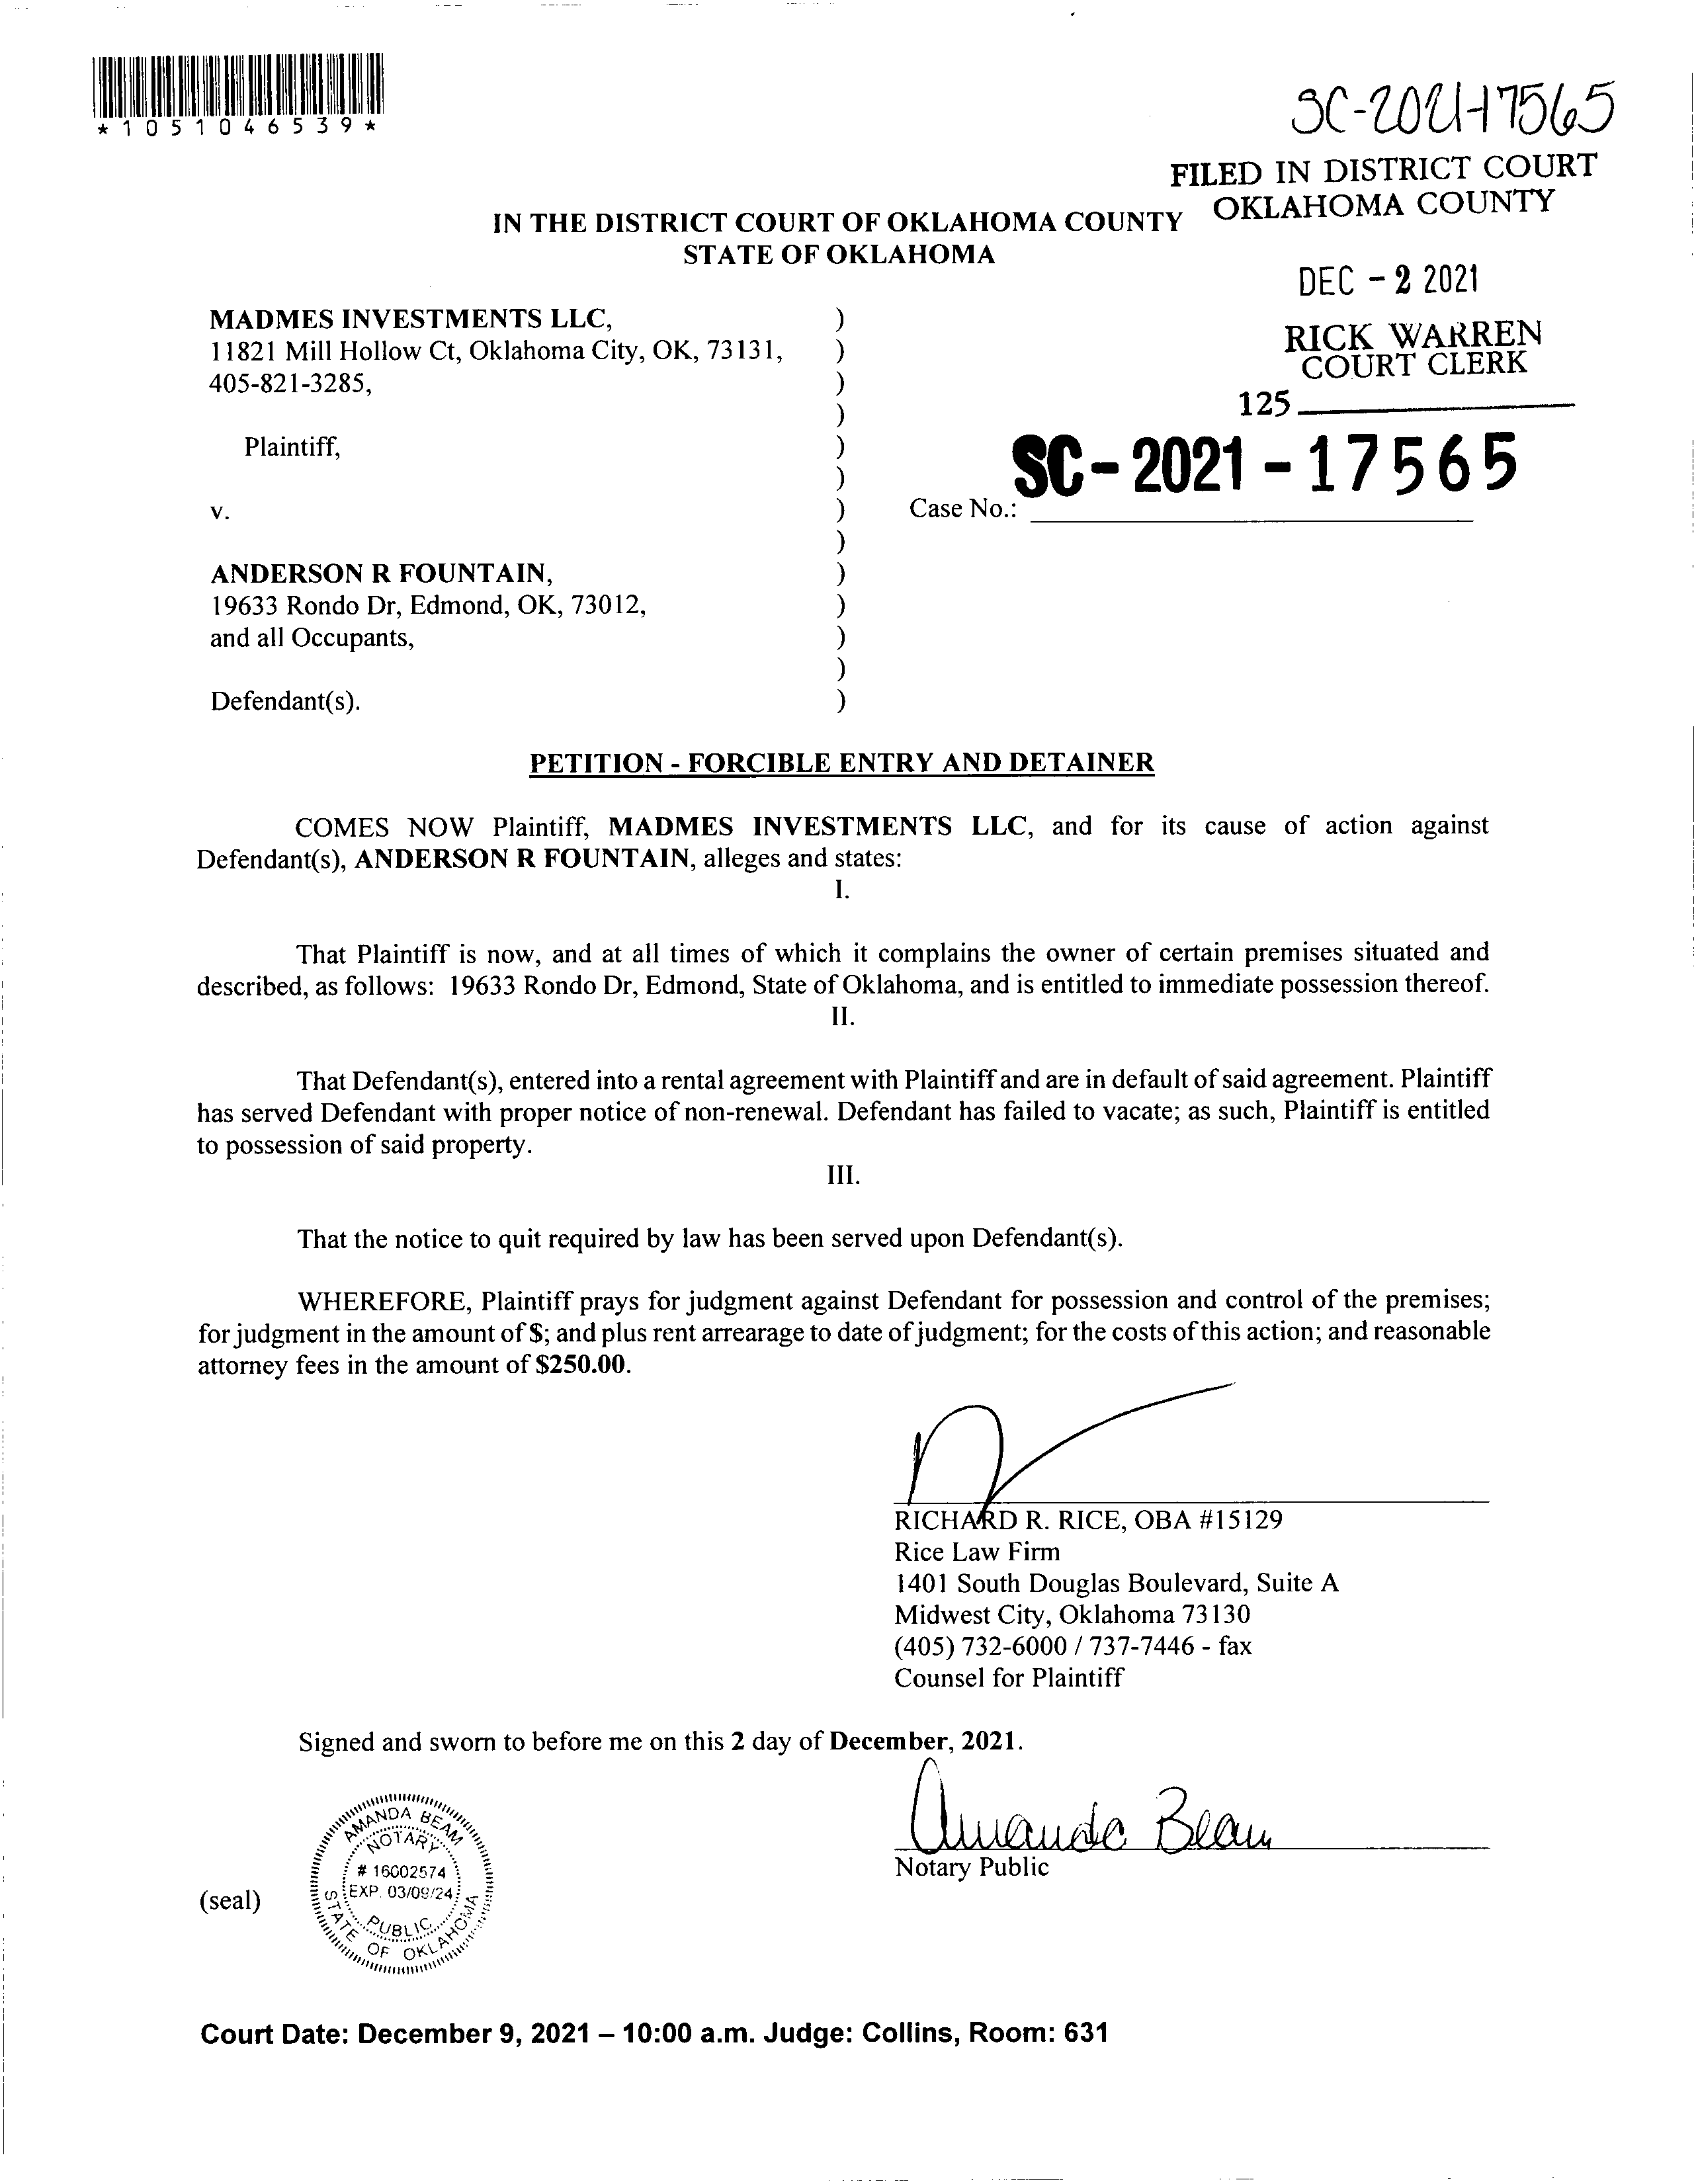 *1051046539*
SC-2021-17565
FILED IN DISTRICT COURT
OKLAHOMA COUNTY
IN THE DISTRICT COURT OF OKLAHOMA COUNTY
STATE OF OKLAHOMA
DEC - 2 2021
RICK WARREN
COURT CLERK
125
MADMES INVESTMENTS LLC, )
11821 Mill Hollow Ct, Oklahoma City, OK, 73131, )
405-821-3285, )
)
Plaintiff, )
)
SC-2021-17565
v. ) Case No.:
)
ANDERSON R FOUNTAIN, )
19633 Rondo Dr, Edmond, OK, 73012, )
and all Occupants, )
)
Defendant(s). )
PETITION - FORCIBLE ENTRY AND DETAINER
COMES NOW Plaintiff, MADMES INVESTMENTS LLC, and for its cause of action against
Defendant(s), ANDERSON R FOUNTAIN, alleges and states:
I.
That Plaintiff is now, and at all times of which it complains the owner of certain premises situated and
described, as follows: 19633 Rondo Dr, Edmond, State of Oklahoma, and is entitled to immediate possession thereof.
II.
That Defendant(s), entered into a rental agreement with Plaintiff and are in default of said agreement. Plaintiff
has served Defendant with proper notice of non-renewal. Defendant has failed to vacate; as such, Plaintiff is entitled
to possession of said property.
III.
That the notice to quit required by law has been served upon Defendant(s).
WHEREFORE, Plaintiff prays for judgment against Defendant for possession and control of the premises;
for judgment in the amount of $; and plus rent arrearage to date of judgment; for the costs of this action; and reasonable
attorney fees in the amount of $250.00.
RICHARD R. RICE, OBA #15129
Rice Law Firm
1401 South Douglas Boulevard, Suite A
Midwest City, Oklahoma 73130
(405) 732-6000 / 737-7446 - fax
Counsel for Plaintiff
Signed and sworn to before me on this 2 day of December, 2021.
Amanda Beam
Notary Public
(seal)
AMANDA BEAM
NOTARY
# 16002574
EXP. 03/09/24
PUBLIC
STATE OF OKLAHOMA
Court Date: December 9, 2021 – 10:00 a.m. Judge: Collins, Room: 631